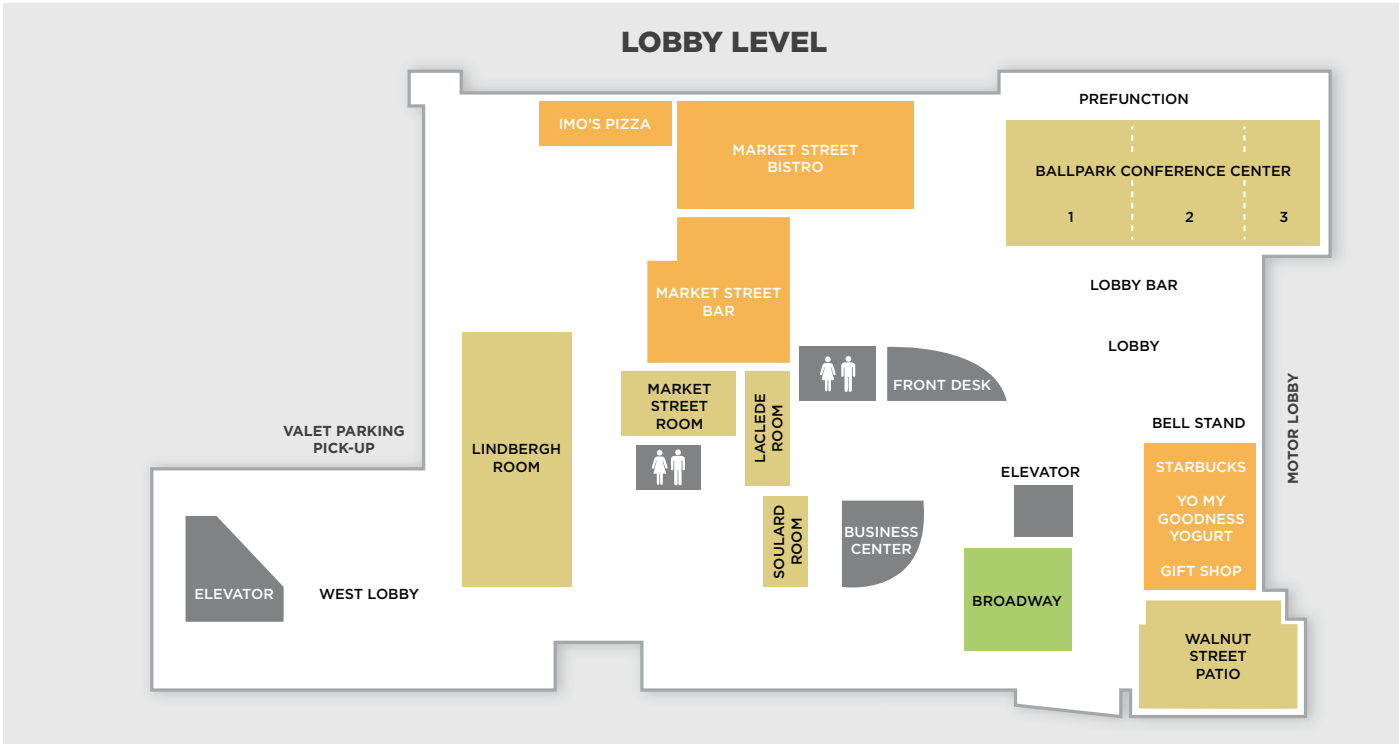 LOBBY LEVEL
PREFUNCTION
IMO'S PIZZA
MARKET STREET
BISTRO
BALLPARK CONFERENCE CENTER
1
2
3
MARKET STREET
BAR
LOBBY BAR
LOBBY
FRONT DESK
MARKET
STREET
ROOM
LACLEDE
ROOM
VALET PARKING
PICK-UP
LINDBERGH
ROOM
BELL STAND
MOTOR LOBBY
STARBUCKS
YO MY
GOODNESS
YOGURT
GIFT SHOP
ELEVATOR
SOULARD
ROOM
BUSINESS
CENTER
ELEVATOR
WEST LOBBY
BROADWAY
WALNUT
STREET
PATIO